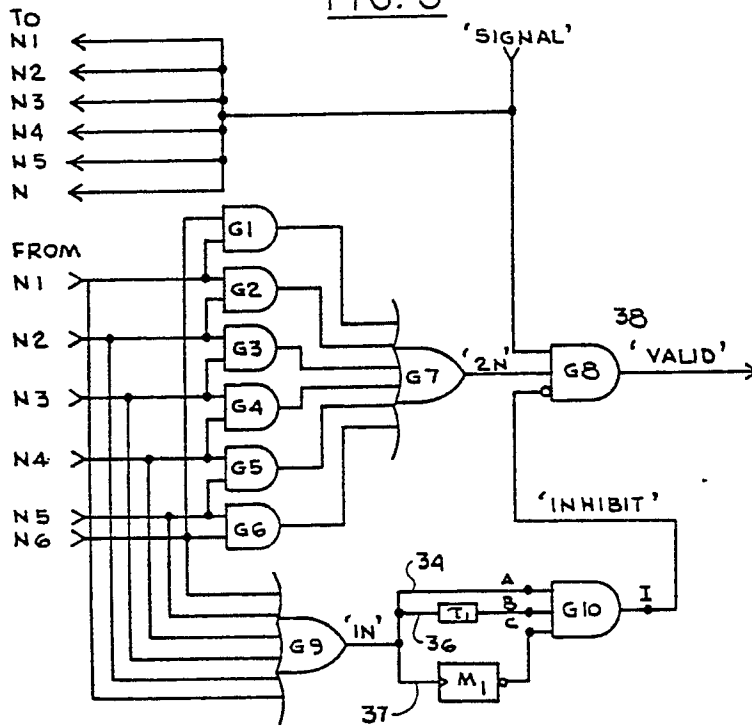 FIG. 3
TO
N1
N2
N3
N4
N5
N
'SIGNAL'
FROM
N1
N2
N3
N4
N5
N6
G1
G2
G3
G4
G5
G6
G7
'2N'
G8
38
'VALID'
'INHIBIT'
G9
'IN'
34
36
37
τ1
M1
A
B
C
G10
I